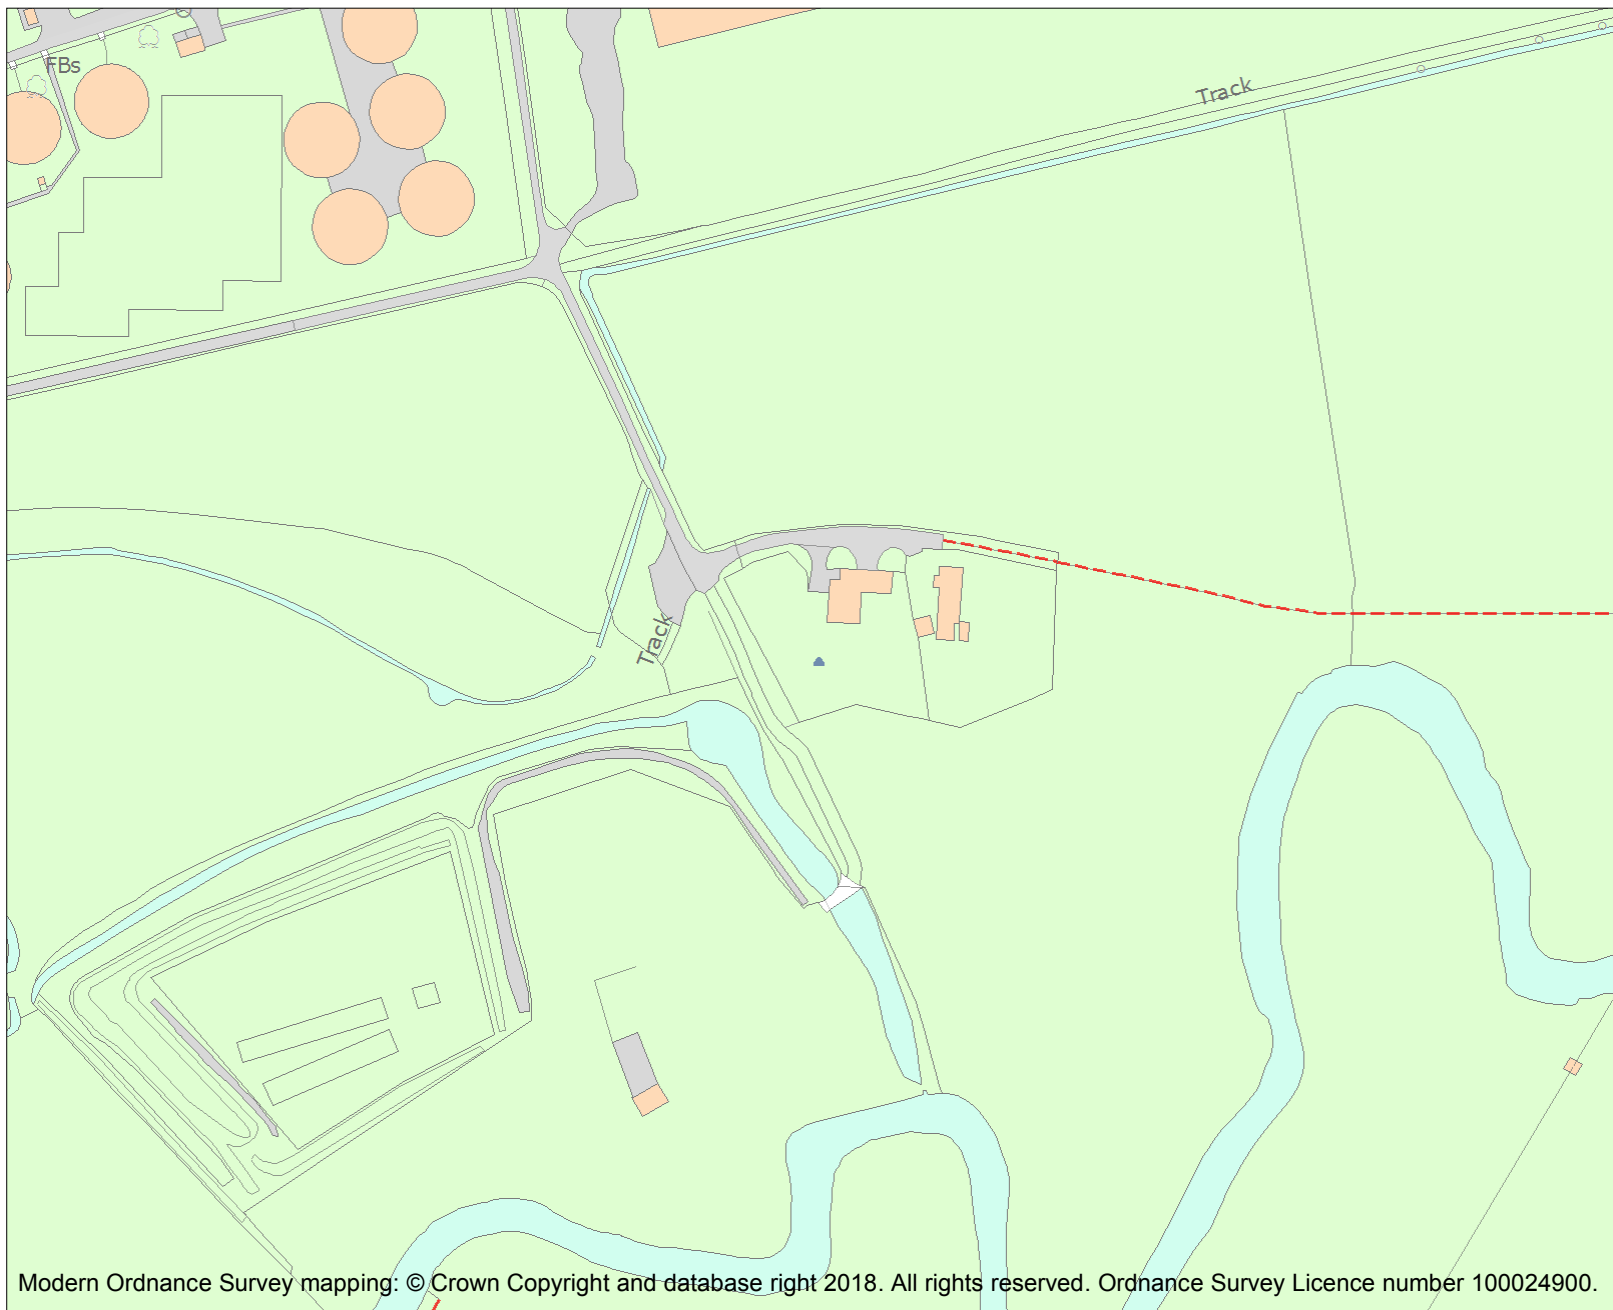 FBs
Track
Track
Modern Ordnance Survey mapping: © Crown Copyright and database right 2018. All rights reserved. Ordnance Survey Licence number 100024900.